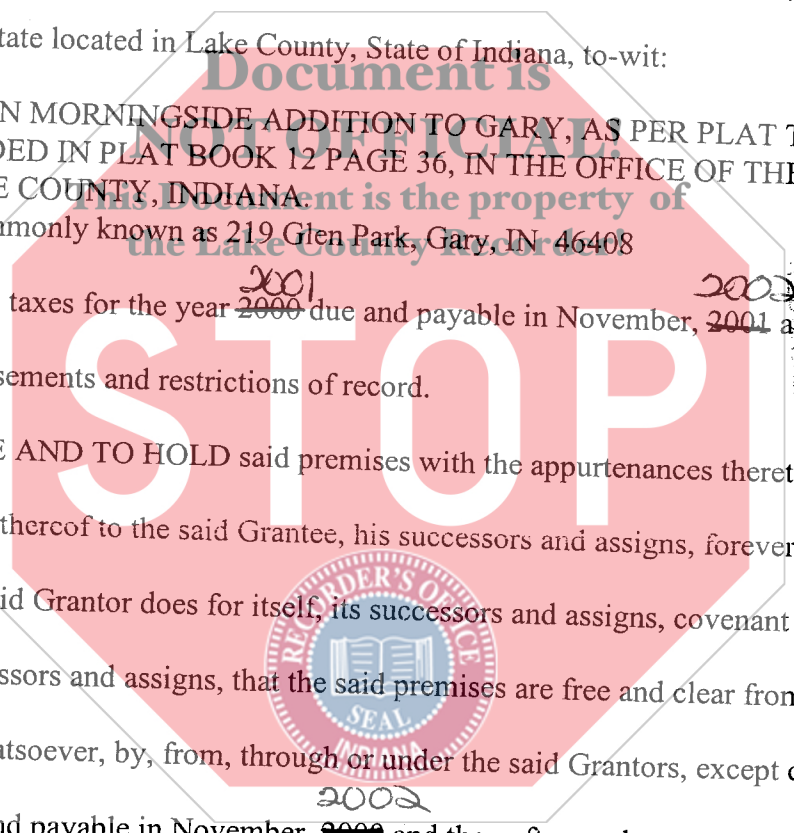 tate located in Lake County, State of Indiana, to-wit:
Document is
NOT OFFICIAL!
N MORNINGSIDE ADDITION TO GARY, AS PER PLAT T
DED IN PLAT BOOK 12 PAGE 36, IN THE OFFICE OF THE
E COUNTY, INDIANA.
This Document is the property of
mmonly known as 219 Glen Park, Gary, IN 46408
the Lake County Recorder!
2001 2002
taxes for the year 2000 due and payable in November, 2001 a
STOP
sements and restrictions of record.
E AND TO HOLD said premises with the appurtenances theret
thereof to the said Grantee, his successors and assigns, forever
id Grantor does for itself, its successors and assigns, covenant
ssors and assigns, that the said premises are free and clear from
RECORDER'S OFFICE
SEAL
INDIANA
atsoever, by, from, through or under the said Grantors, except
2002
nd payable in November,